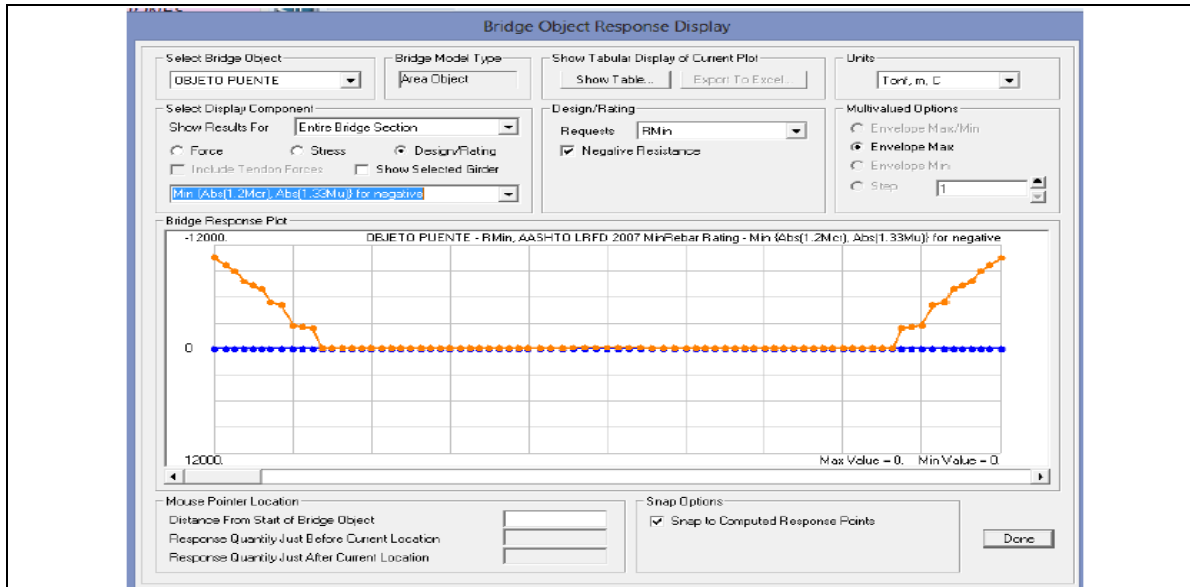 Bridge Object Response Display
Select Bridge Object
OBJETO PUENTE
Bridge Model Type
Area Object
Show Tabular Display of Current Plot
Show Table...
Export To Excel...
Units
Tonf, m, C
Select Display Component
Show Results For
Entire Bridge Section
Force
Stress
Design/Rating
Include Tendon Forces
Show Selected Girder
Min {Abs(1.2Mcr), Abs(1.33Mu)} for negative
Design/Rating
Requests
RMin
Negative Resistance
Multivalued Options
Envelope Max/Min
Envelope Max
Envelope Min
Step
1
Bridge Response Plot
-12000.
OBJETO PUENTE - RMin, AASHTO LRFD 2007 MinRebar Rating - Min {Abs(1.2Mcr), Abs(1.33Mu)} for negative
0
12000.
Max Value = 0. Min Value = 0.
Mouse Pointer Location
Distance From Start of Bridge Object
Response Quantity Just Before Current Location
Response Quantity Just After Current Location
Snap Options
Snap to Computed Response Points
Done